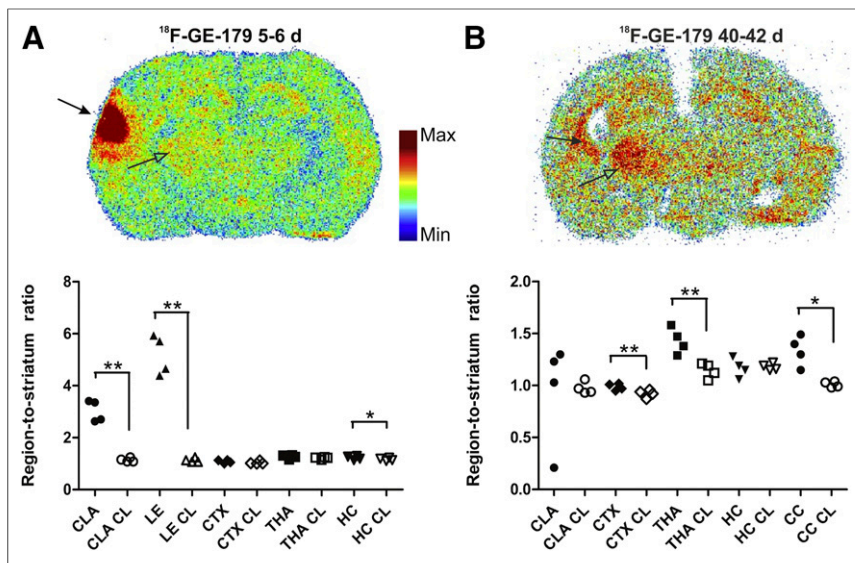 A
18F-GE-179 5-6 d
Max
Min
Region-to-striatum ratio
8
6
4
2
0
**
**
*
CLA
CLA CL
LE
LE CL
CTX
CTX CL
THA
THA CL
HC
HC CL
B
18F-GE-179 40-42 d
Region-to-striatum ratio
2.0
1.5
1.0
0.5
0.0
**
**
*
CLA
CLA CL
CTX
CTX CL
THA
THA CL
HC
HC CL
CC
CC CL